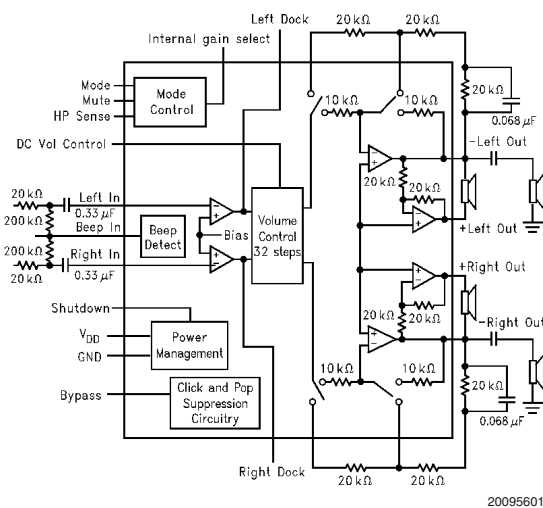 Left Dock
20 kΩ 20 kΩ
Internal gain select
Mode
Mute
HP Sense
Mode
Control
10 kΩ
10 kΩ
20 kΩ
0.068 µF
DC Vol Control
-Left Out
20 kΩ
20 kΩ
20 kΩ
Left In
0.33 µF
200 kΩ
Beep In
Beep
Detect
Bias
Volume
Control
32 steps
+Left Out
200 kΩ
Right In
0.33 µF
20 kΩ
+Right Out
Shutdown
20 kΩ
20 kΩ
-Right Out
VDD
GND
Power
Management
10 kΩ
10 kΩ
20 kΩ
Bypass
Click and Pop
Suppression
Circuitry
0.068 µF
Right Dock
20 kΩ 20 kΩ
20095601